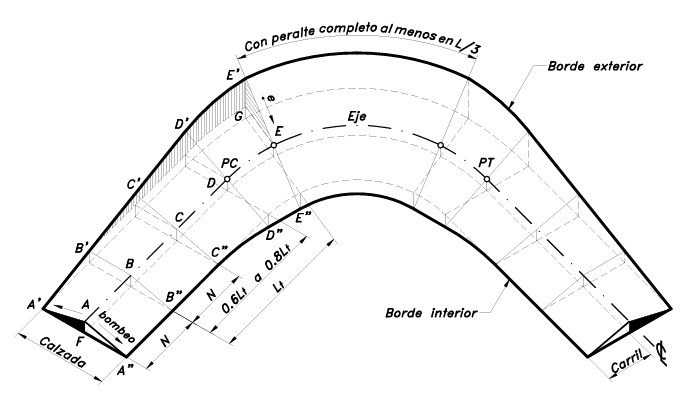 Con peralte completo al menos en L/3
E'
Borde exterior
e
G
D'
E
Eje
PC
PT
D
C'
C
E"
D"
B'
B
C"
0.6Lt a 0.8Lt
Lt
A'
A
B"
N
bombeo
Borde interior
F
N
Calzada
A"
Carril